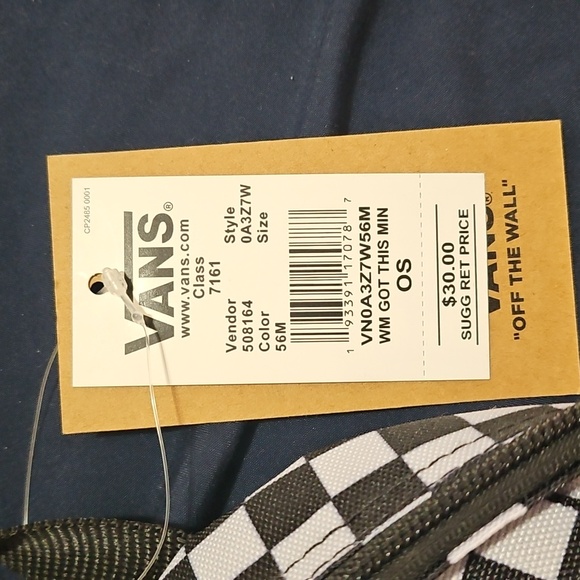 CP2485 0001
VANS®
www.vans.com
Class
7161
Vendor Style
508164 0A3Z7W
Color Size
56M
1 93391 17078 7
VN0A3Z7W56M
WM GOT THIS MIN
OS
$30.00
SUGG RET PRICE
VANS®
"OFF THE WALL"